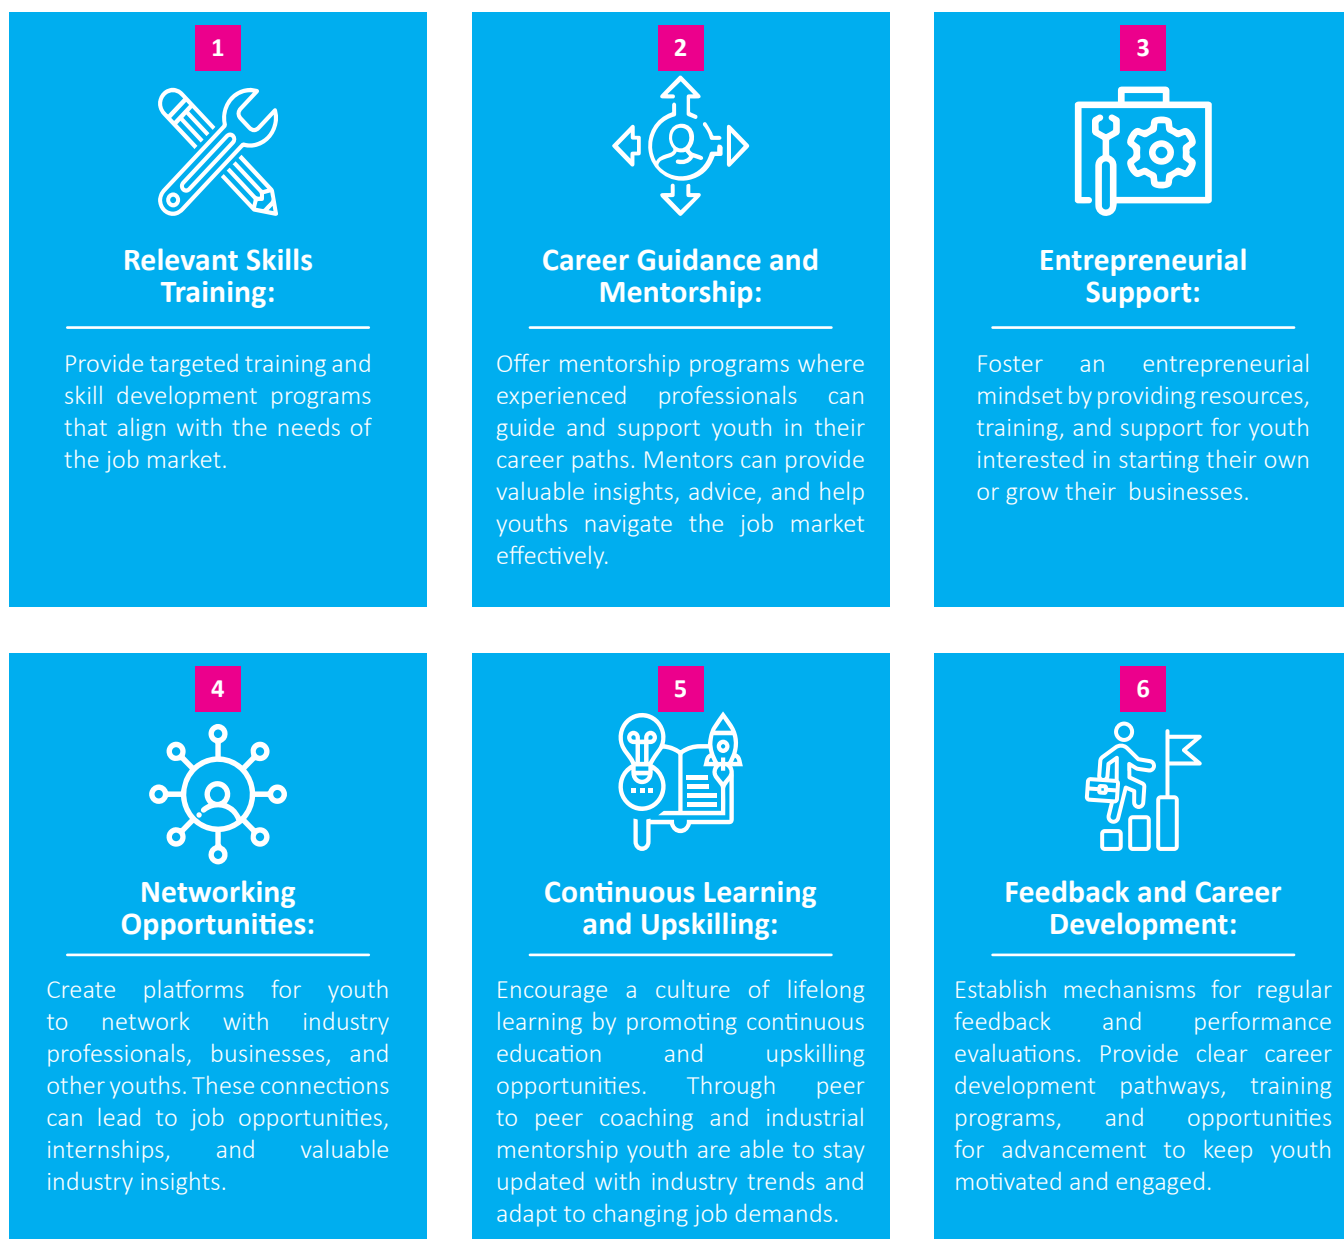 1
Relevant Skills
Training:
Provide targeted training and
skill development programs
that align with the needs of
the job market.
2
Career Guidance and
Mentorship:
Offer mentorship programs where
experienced professionals can
guide and support youth in their
career paths. Mentors can provide
valuable insights, advice, and help
youths navigate the job market
effectively.
3
Entrepreneurial
Support:
Foster an entrepreneurial
mindset by providing resources,
training, and support for youth
interested in starting their own
or grow their businesses.
4
Networking
Opportunities:
Create platforms for youth
to network with industry
professionals, businesses, and
other youths. These connections
can lead to job opportunities,
internships, and valuable
industry insights.
5
Continuous Learning
and Upskilling:
Encourage a culture of lifelong
learning by promoting continuous
education and upskilling
opportunities. Through peer
to peer coaching and industrial
mentorship youth are able to stay
updated with industry trends and
adapt to changing job demands.
6
Feedback and Career
Development:
Establish mechanisms for regular
feedback and performance
evaluations. Provide clear career
development pathways, training
programs, and opportunities
for advancement to keep youth
motivated and engaged.